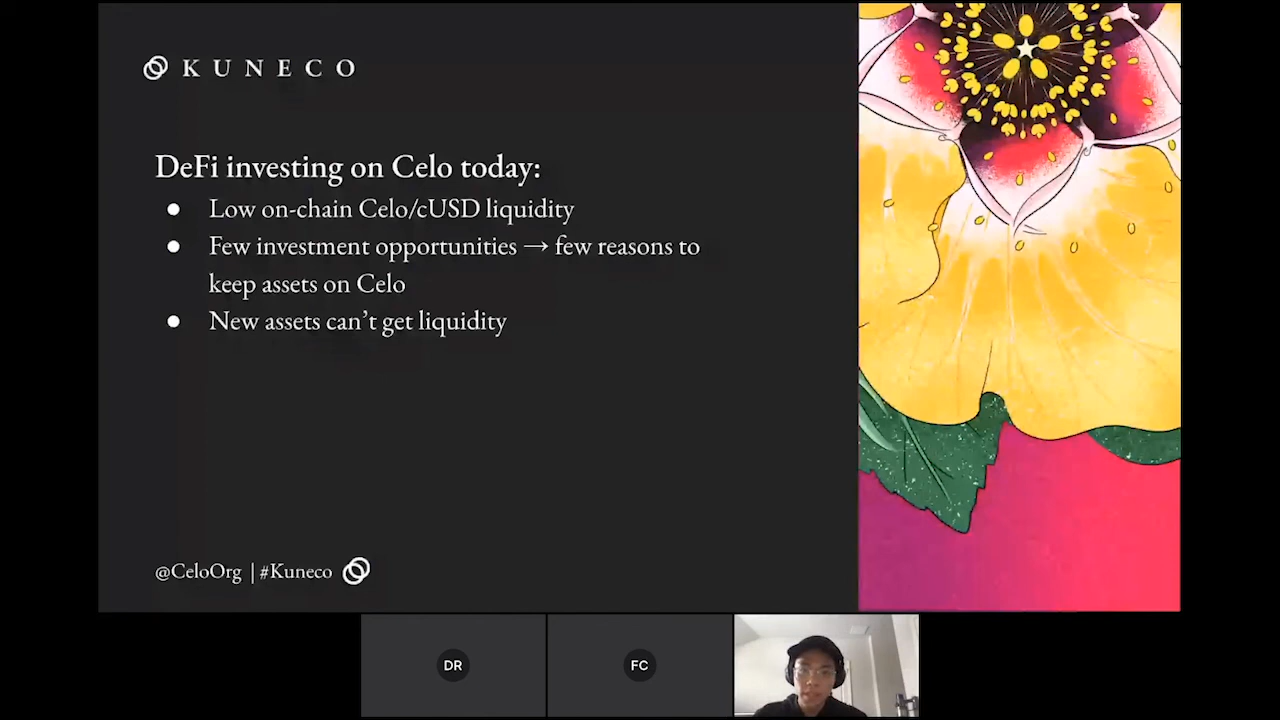 KUNECO
DeFi investing on Celo today:
● Low on-chain Celo/cUSD liquidity
● Few investment opportunities → few reasons to
keep assets on Celo
● New assets can’t get liquidity
@CeloOrg | #Kuneco
DR
FC